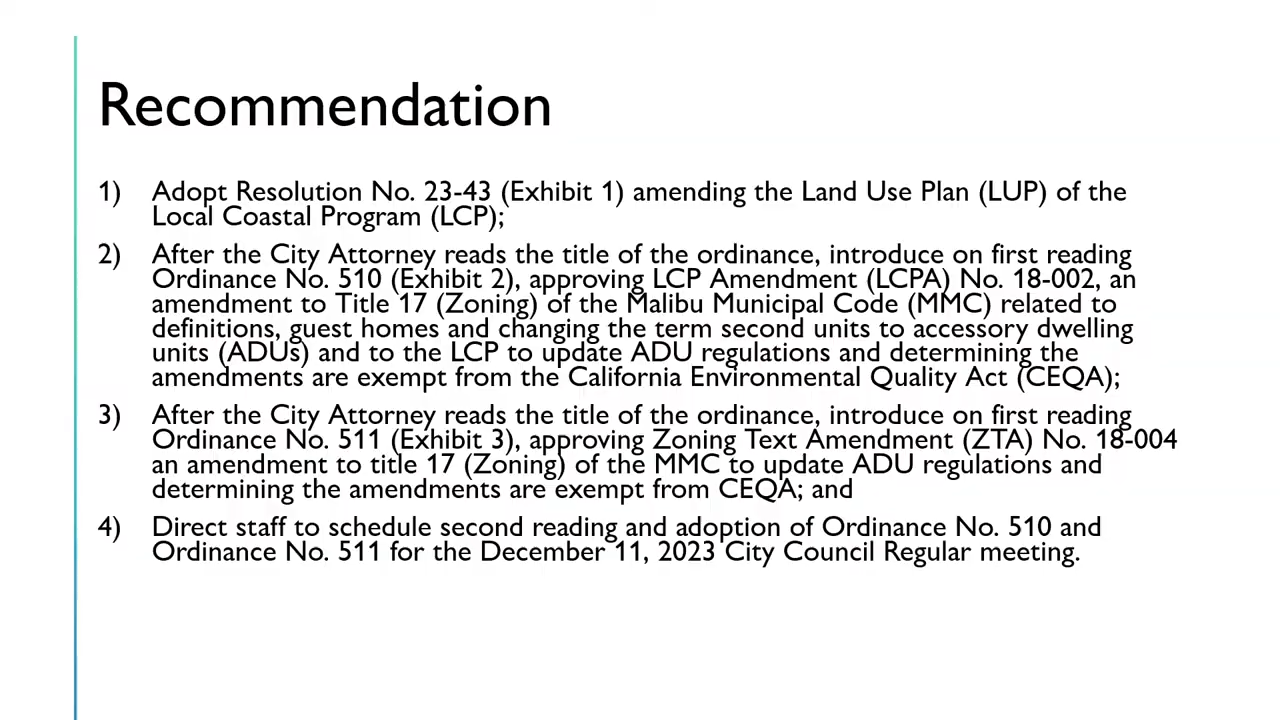 Recommendation
1) Adopt Resolution No. 23-43 (Exhibit 1) amending the Land Use Plan (LUP) of the
Local Coastal Program (LCP);
2) After the City Attorney reads the title of the ordinance, introduce on first reading
Ordinance No. 510 (Exhibit 2), approving LCP Amendment (LCPA) No. 18-002, an
amendment to Title 17 (Zoning) of the Malibu Municipal Code (MMC) related to
definitions, guest homes and changing the term second units to accessory dwelling
units (ADUs) and to the LCP to update ADU regulations and determining the
amendments are exempt from the California Environmental Quality Act (CEQA);
3) After the City Attorney reads the title of the ordinance, introduce on first reading
Ordinance No. 511 (Exhibit 3), approving Zoning Text Amendment (ZTA) No. 18-004
an amendment to title 17 (Zoning) of the MMC to update ADU regulations and
determining the amendments are exempt from CEQA; and
4) Direct staff to schedule second reading and adoption of Ordinance No. 510 and
Ordinance No. 511 for the December 11, 2023 City Council Regular meeting.